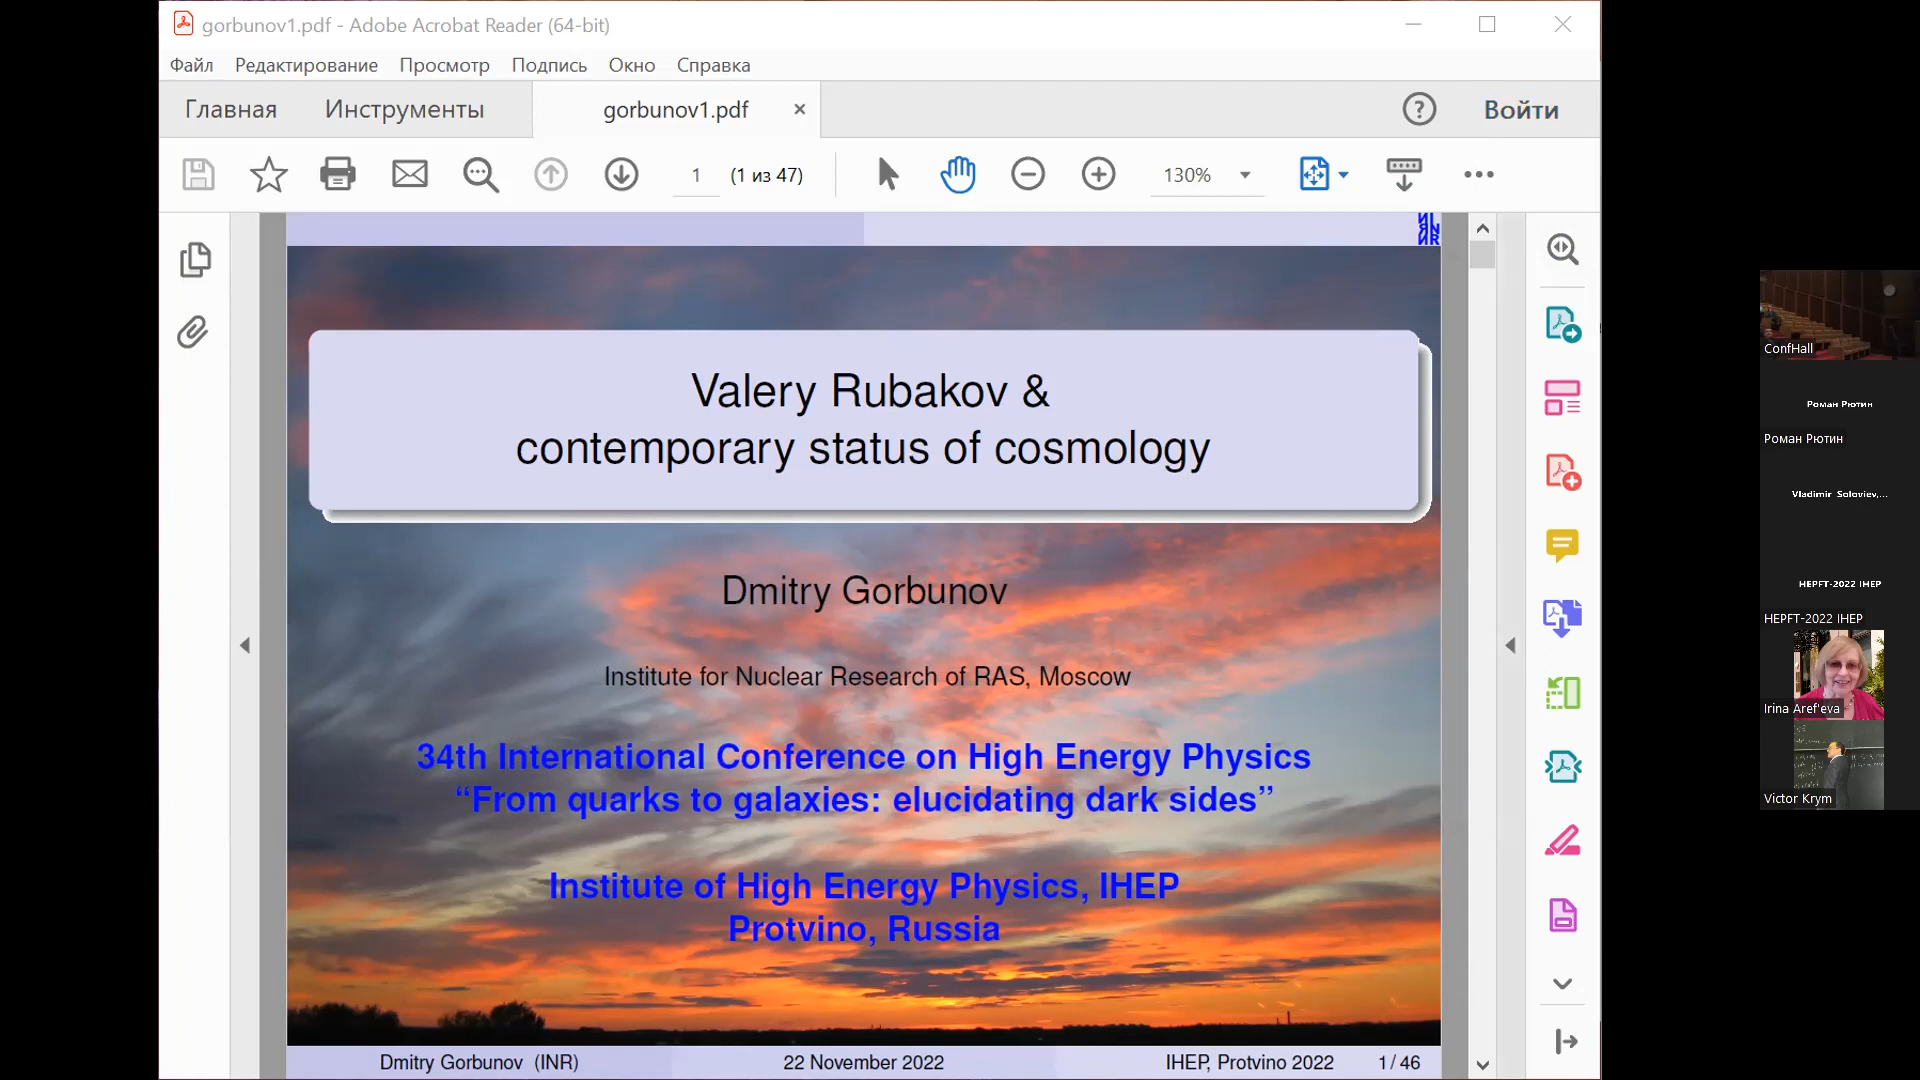 gorbunov1.pdf - Adobe Acrobat Reader (64-bit)
Файл Редактирование Просмотр Подпись Окно Справка
Главная Инструменты gorbunov1.pdf Войти
1 (1 из 47) 130%
Valery Rubakov &
contemporary status of cosmology
Dmitry Gorbunov
Institute for Nuclear Research of RAS, Moscow
34th International Conference on High Energy Physics
“From quarks to galaxies: elucidating dark sides”
Institute of High Energy Physics, IHEP
Protvino, Russia
Dmitry Gorbunov (INR) 22 November 2022 IHEP, Protvino 2022 1 / 46
ConfHall
Роман Рютин
Роман Рютин
Vladimir Soloviev,...
HEPFT-2022 IHEP
HEPFT-2022 IHEP
Irina Aref'eva
Victor Krym